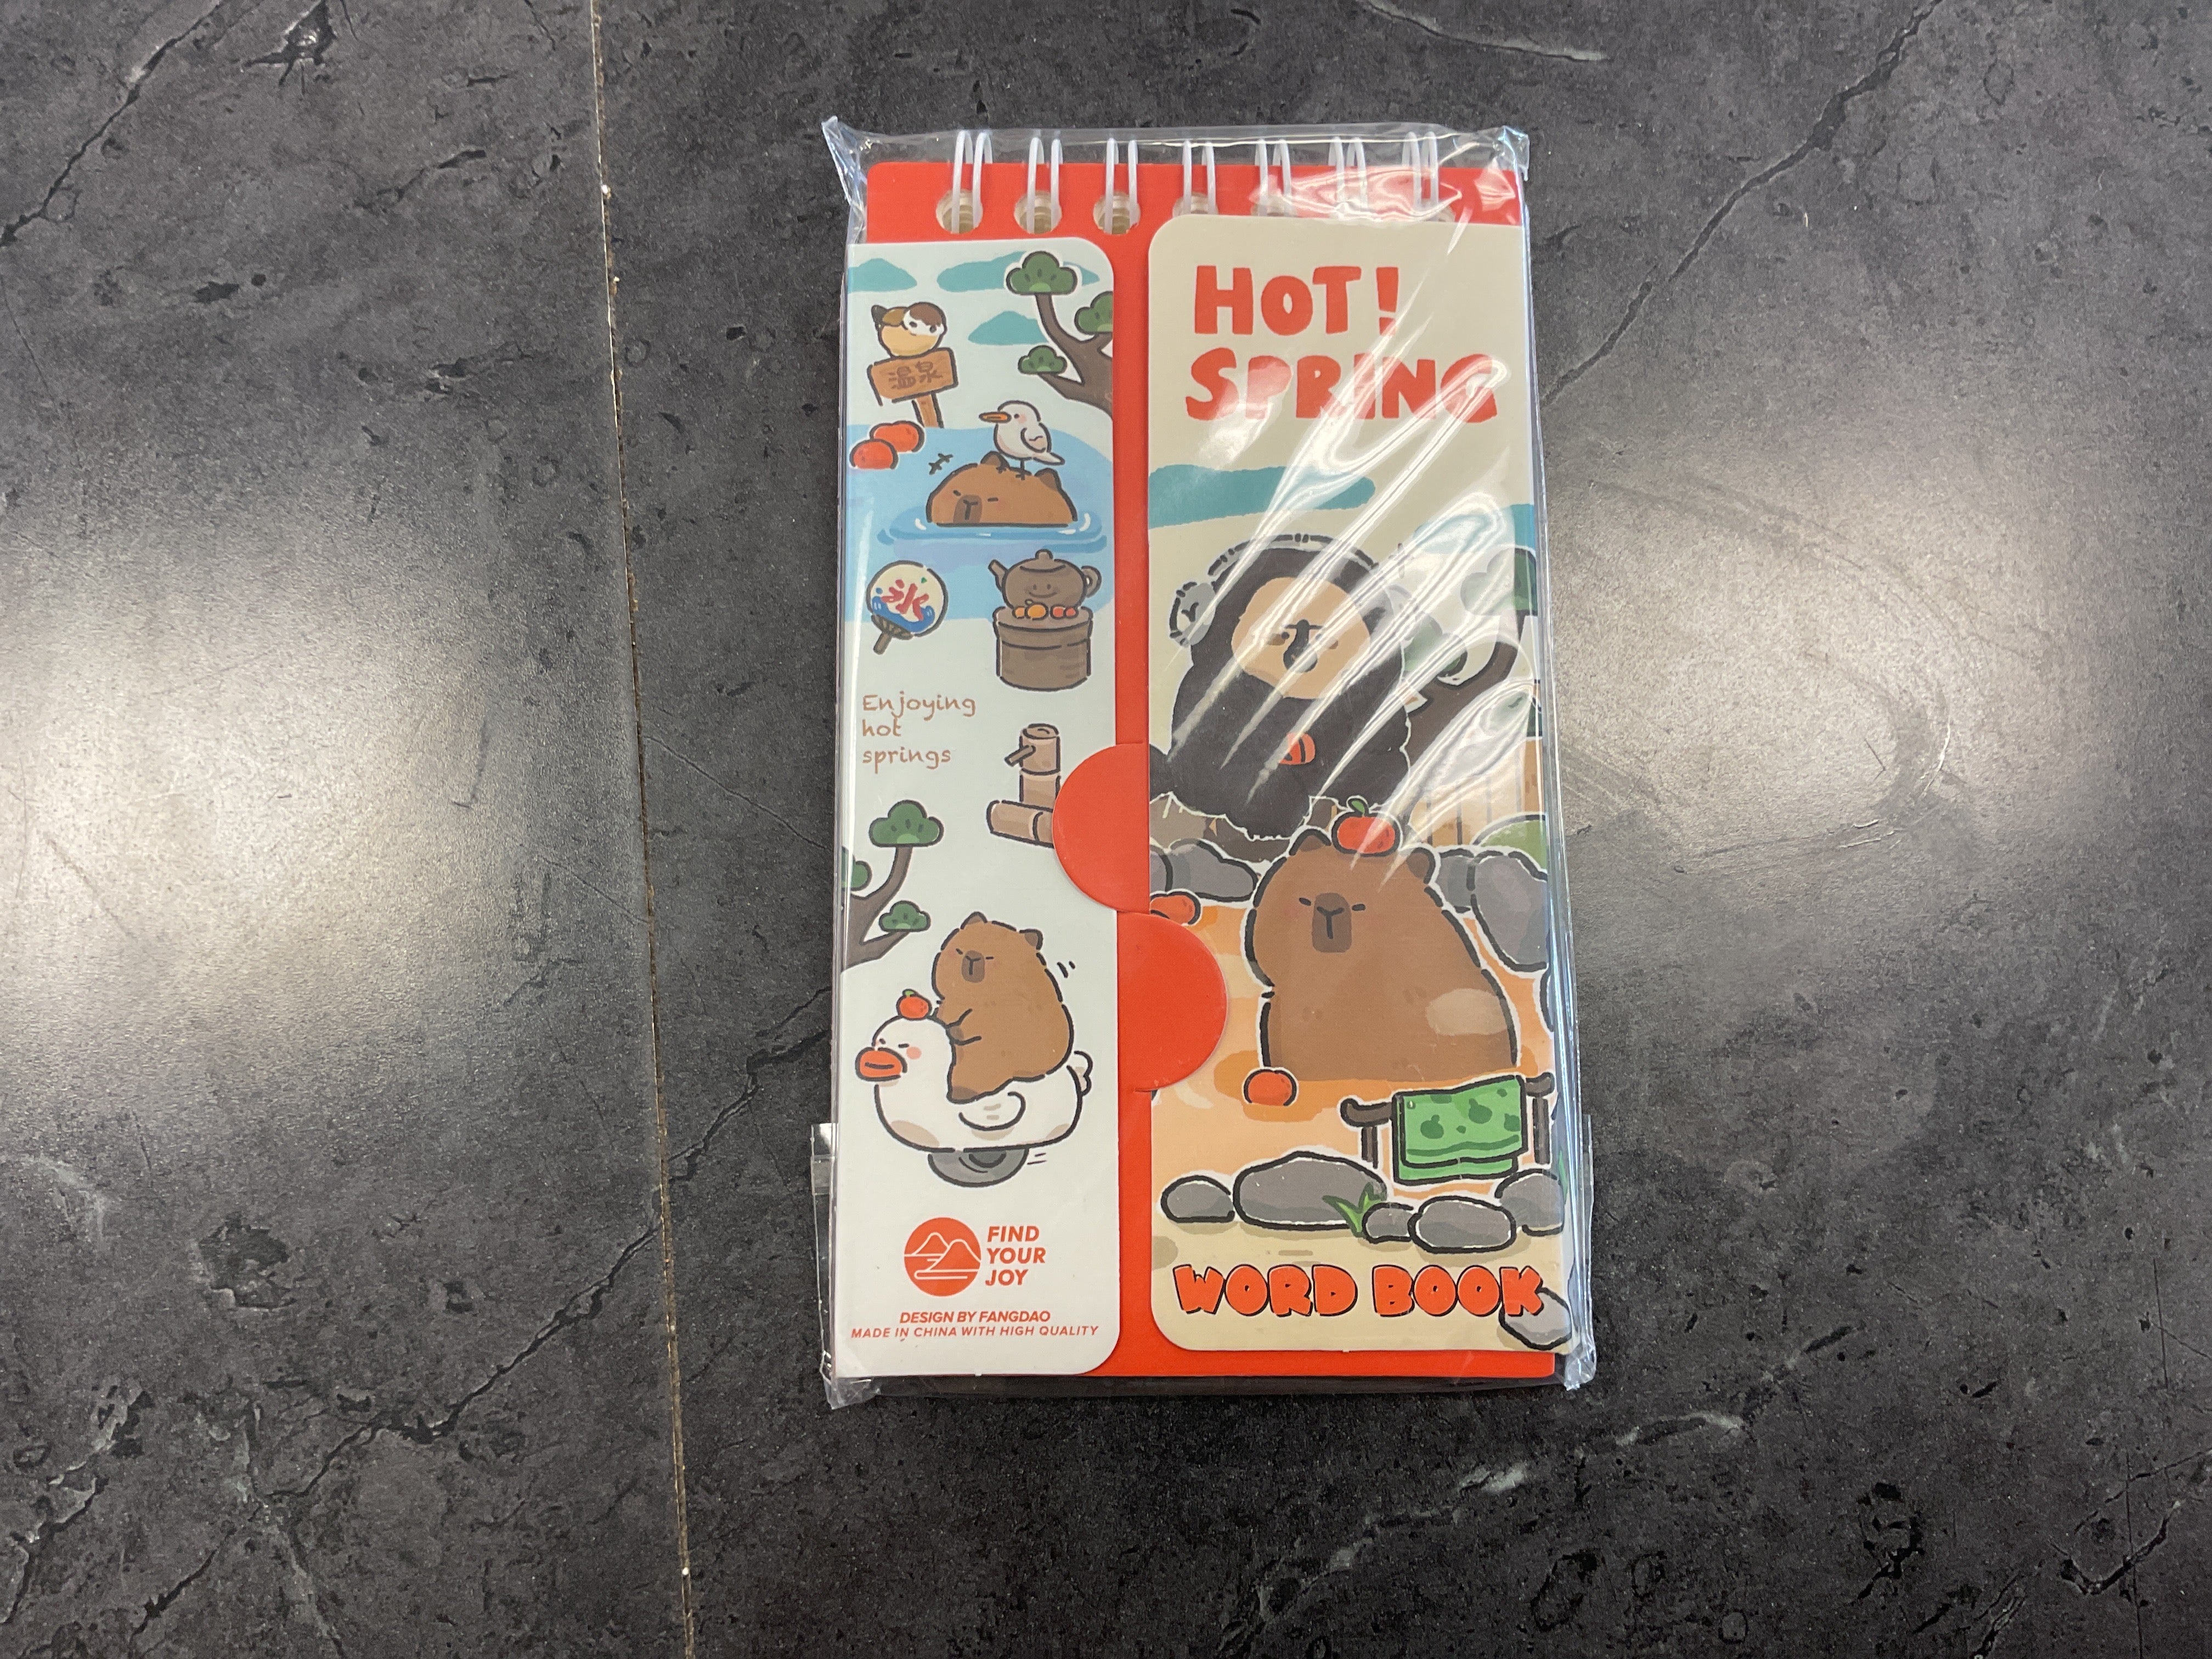 温泉
氷
Enjoying
hot
springs
FIND
YOUR
JOY
DESIGN BY FANGDAO
MADE IN CHINA WITH HIGH QUALITY
HOT!
SPRING
WORD BOOK